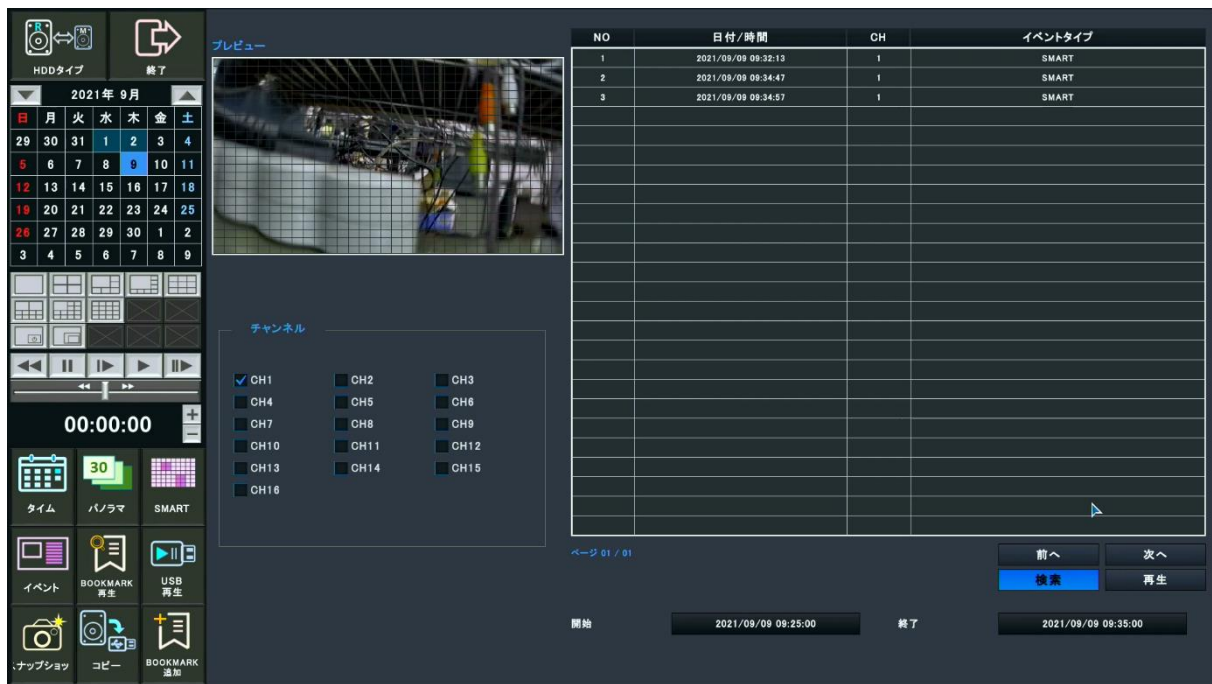 R M
HDDタイプ
終了
2021年 9月
日 月 火 水 木 金 土
29 30 31 1 2 3 4
5 6 7 8 9 10 11
12 13 14 15 16 17 18
19 20 21 22 23 24 25
26 27 28 29 30 1 2
3 4 5 6 7 8 9
00:00:00
+
-
30
タイム
パノラマ
SMART
イベント
BOOKMARK
再生
USB
再生
ナップショッ
コピー
BOOKMARK
追加
プレビュー
チャンネル
CH1 CH2 CH3
CH4 CH5 CH6
CH7 CH8 CH9
CH10 CH11 CH12
CH13 CH14 CH15
CH16
NO 日付/時間 CH イベントタイプ
1 2021/09/09 09:32:13 1 SMART
2 2021/09/09 09:34:47 1 SMART
3 2021/09/09 09:34:57 1 SMART
ページ 01 / 01
前へ 次へ
検索 再生
開始 2021/09/09 09:25:00 終了 2021/09/09 09:35:00